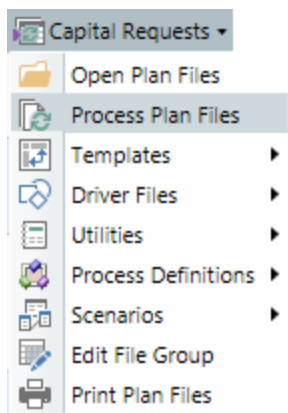 Capital Requests
Open Plan Files
Process Plan Files
Templates
Driver Files
Utilities
Process Definitions
Scenarios
Edit File Group
Print Plan Files